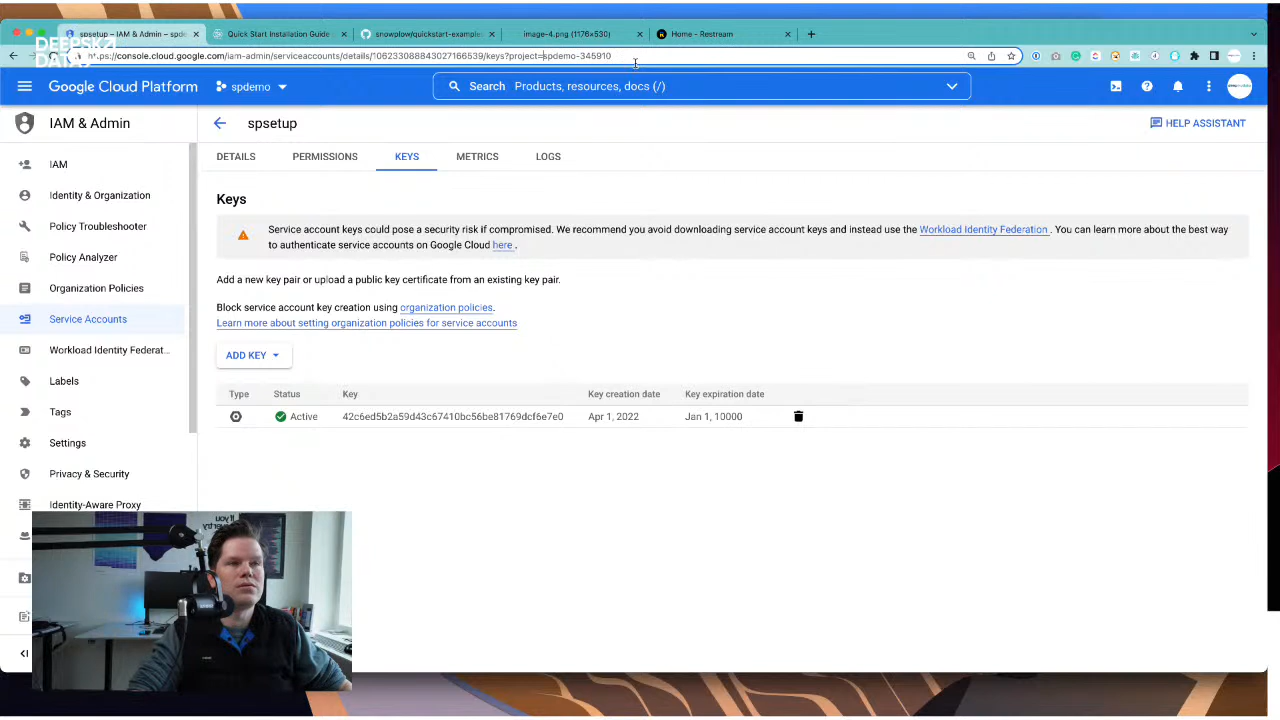 spsetup – IAM & Admin – spde
Quick Start Installation Guide
snowplow/quickstart-example
image-4.png (1176×530)
Home - Restream
DEEPSKY DATA
https://console.cloud.google.com/iam-admin/serviceaccounts/details/106233088843027166539/keys?project=spdemo-345910
Google Cloud Platform
spdemo
Search Products, resources, docs (/)
IAM & Admin
spsetup
HELP ASSISTANT
IAM
Identity & Organization
Policy Troubleshooter
Policy Analyzer
Organization Policies
Service Accounts
Workload Identity Federat...
Labels
Tags
Settings
Privacy & Security
Identity-Aware Proxy
DETAILS
PERMISSIONS
KEYS
METRICS
LOGS
Keys
Service account keys could pose a security risk if compromised. We recommend you avoid downloading service account keys and instead use the Workload Identity Federation . You can learn more about the best way
to authenticate service accounts on Google Cloud here .
Add a new key pair or upload a public key certificate from an existing key pair.
Block service account key creation using organization policies.
Learn more about setting organization policies for service accounts
ADD KEY
Type Status Key Key creation date Key expiration date
Active 42c6ed5b2a59d43c67410bc56be81769dcf6e7e0 Apr 1, 2022 Jan 1, 10000